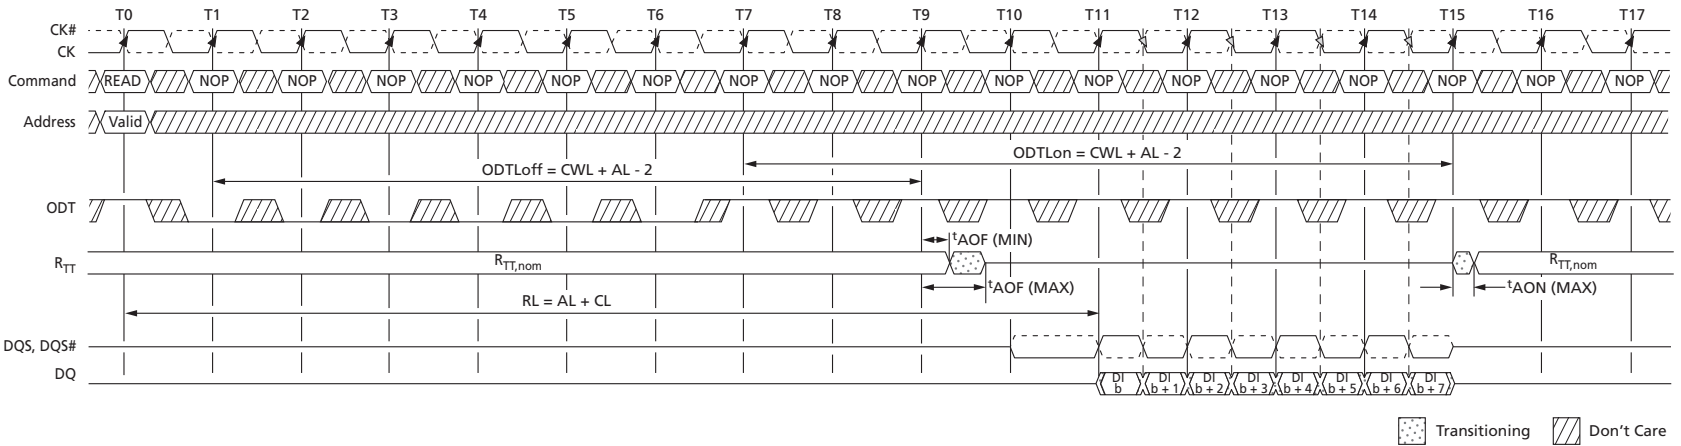 T0 T1 T2 T3 T4 T5 T6 T7 T8 T9 T10 T11 T12 T13 T14 T15 T16 T17
CK#
CK
Command READ NOP NOP NOP NOP NOP NOP NOP NOP NOP NOP NOP NOP NOP NOP NOP NOP NOP
Address Valid
ODTLon = CWL + AL - 2
ODTLoff = CWL + AL - 2
ODT
tAOF (MIN)
RTT RTT,nom RTT,nom
tAOF (MAX) tAON (MAX)
RL = AL + CL
DQS, DQS#
DQ
DI b DI b + 1 DI b + 2 DI b + 3 DI b + 4 DI b + 5 DI b + 6 DI b + 7
Transitioning Don't Care